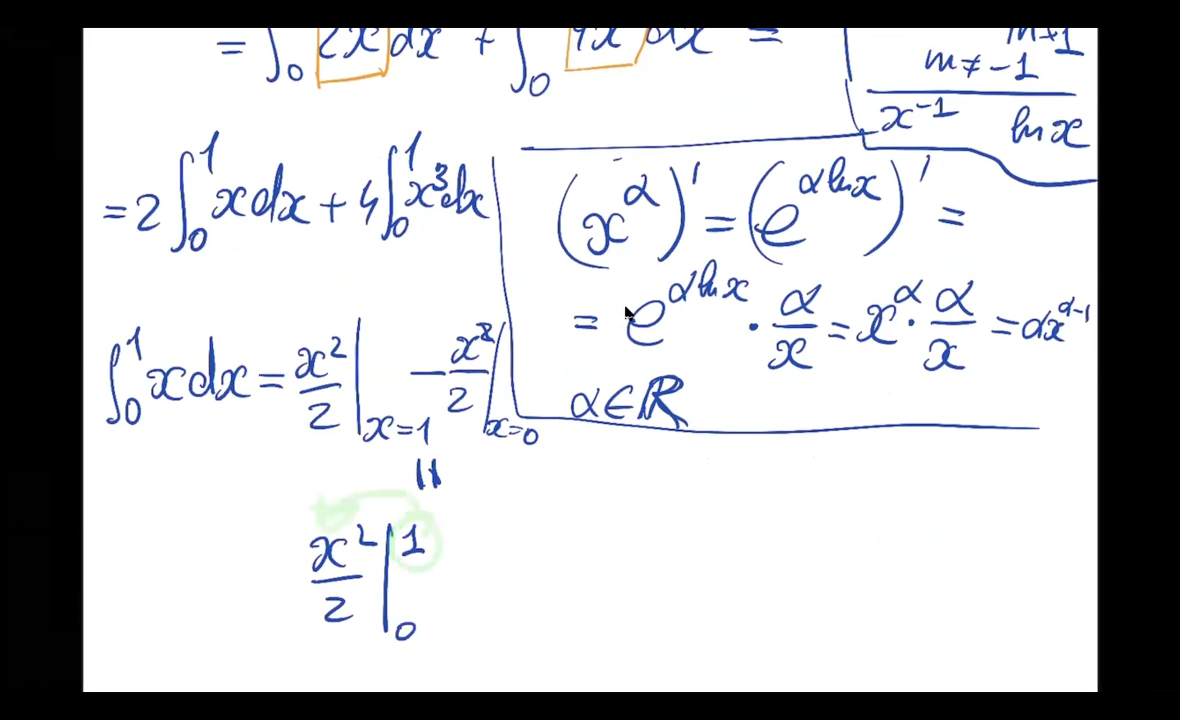 = ∫₀ 2x dx + ∫₀ 4x dx =
m+1
m ≠ -1
x⁻¹ ln x
= 2 ∫₀¹ x dx + 4 ∫₀¹ x³ dx
(x^α)' = (e^(α ln x))' =
= e^(α ln x) · α/x = x^α · α/x = αx^(α-1)
α ∈ ℝ
∫₀¹ x dx = x²/2 |x=1 - x²/2 |x=0
||
x²/2 |₀¹